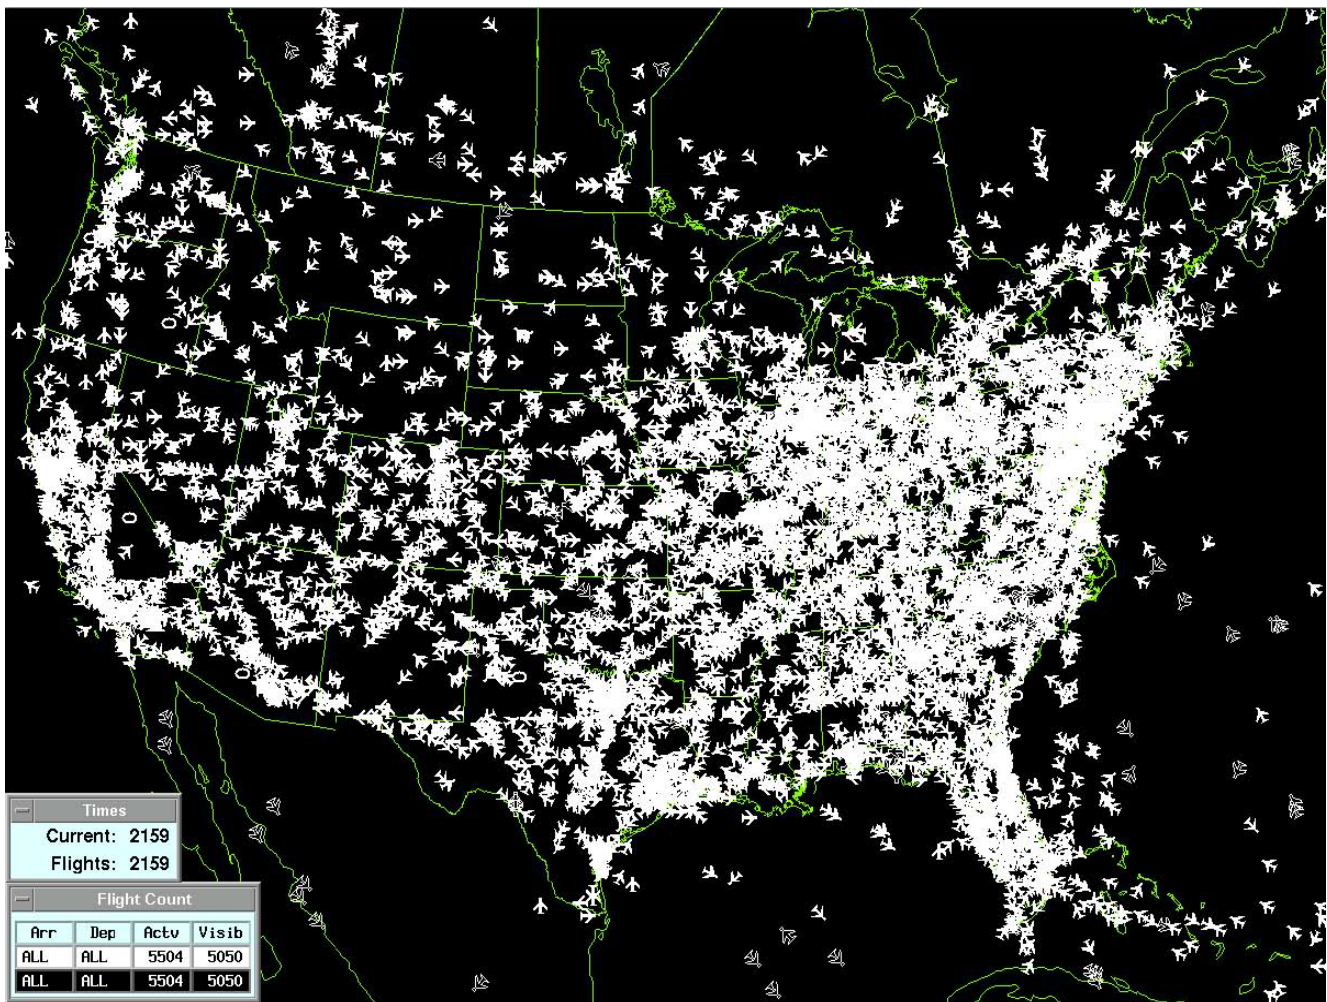 Times
Current: 2159
Flights: 2159
Flight Count
Arr Dep Actv Visib
ALL ALL 5504 5050
ALL ALL 5504 5050